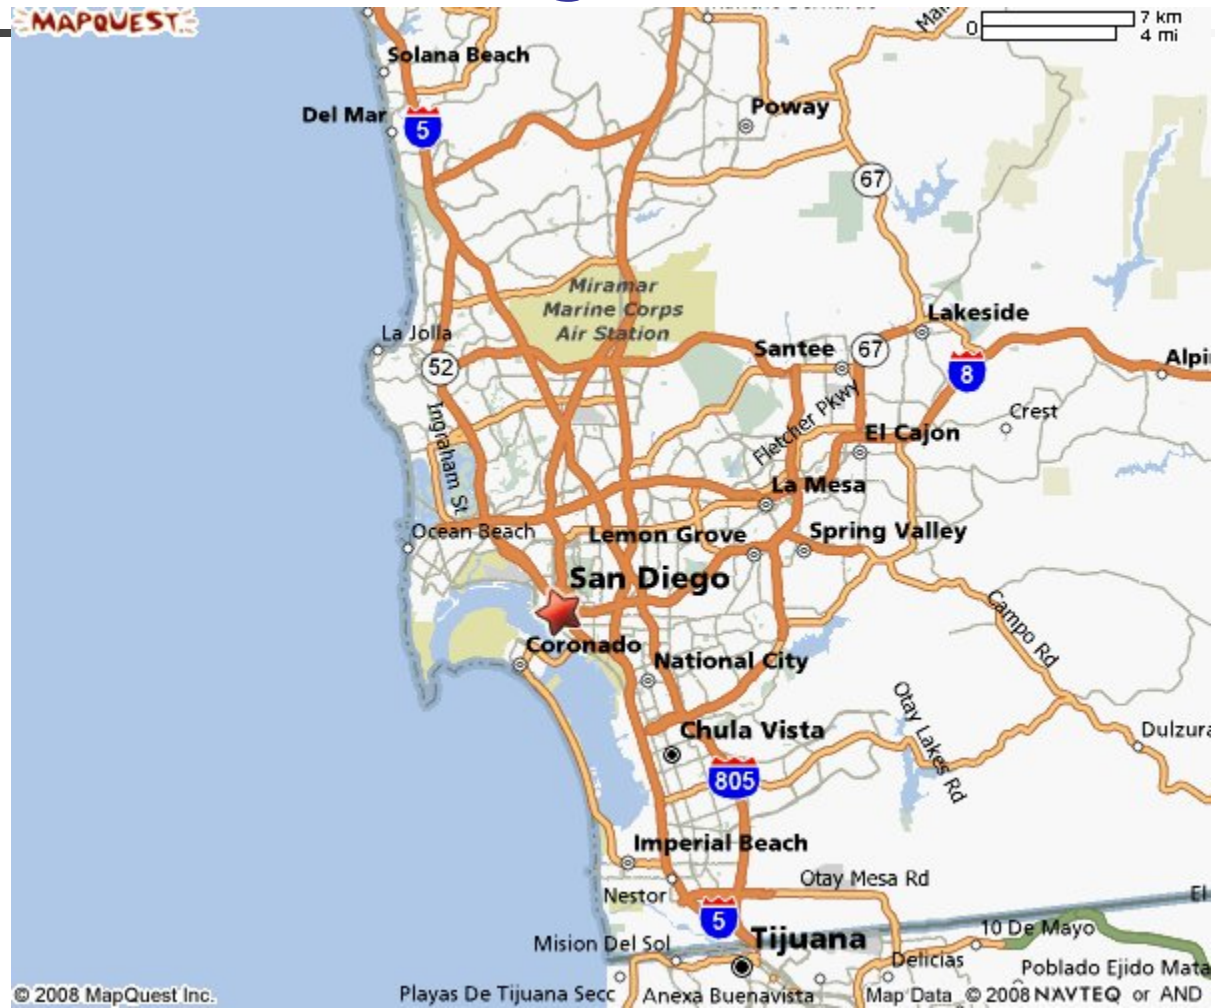 MAPQUEST
0
7 km
4 mi
Solana Beach
Del Mar
5
Poway
67
Miramar
Marine Corps
Air Station
Lakeside
La Jolla
Santee
67
52
8
Crest
Ingraham St
Fletcher Pkwy
El Cajon
La Mesa
Ocean Beach
Lemon Grove
Spring Valley
San Diego
Campo Rd
Coronado
National City
Otay Lakes Rd
Chula Vista
Dulzura
805
Imperial Beach
Otay Mesa Rd
Nestor
El
5
10 De Mayo
Mision Del Sol
Tijuana
Delicias
Poblado Ejido Mata
© 2008 MapQuest Inc.
Playas De Tijuana Secc
Anexa Buenavista
Map Data © 2008 NAVTEQ or AND